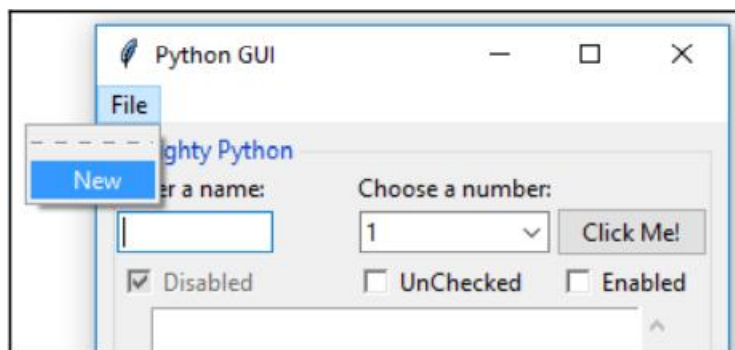 Python GUI
File
ghty Python
New
er a name:
Choose a number:
1
Click Me!
Disabled
UnChecked
Enabled